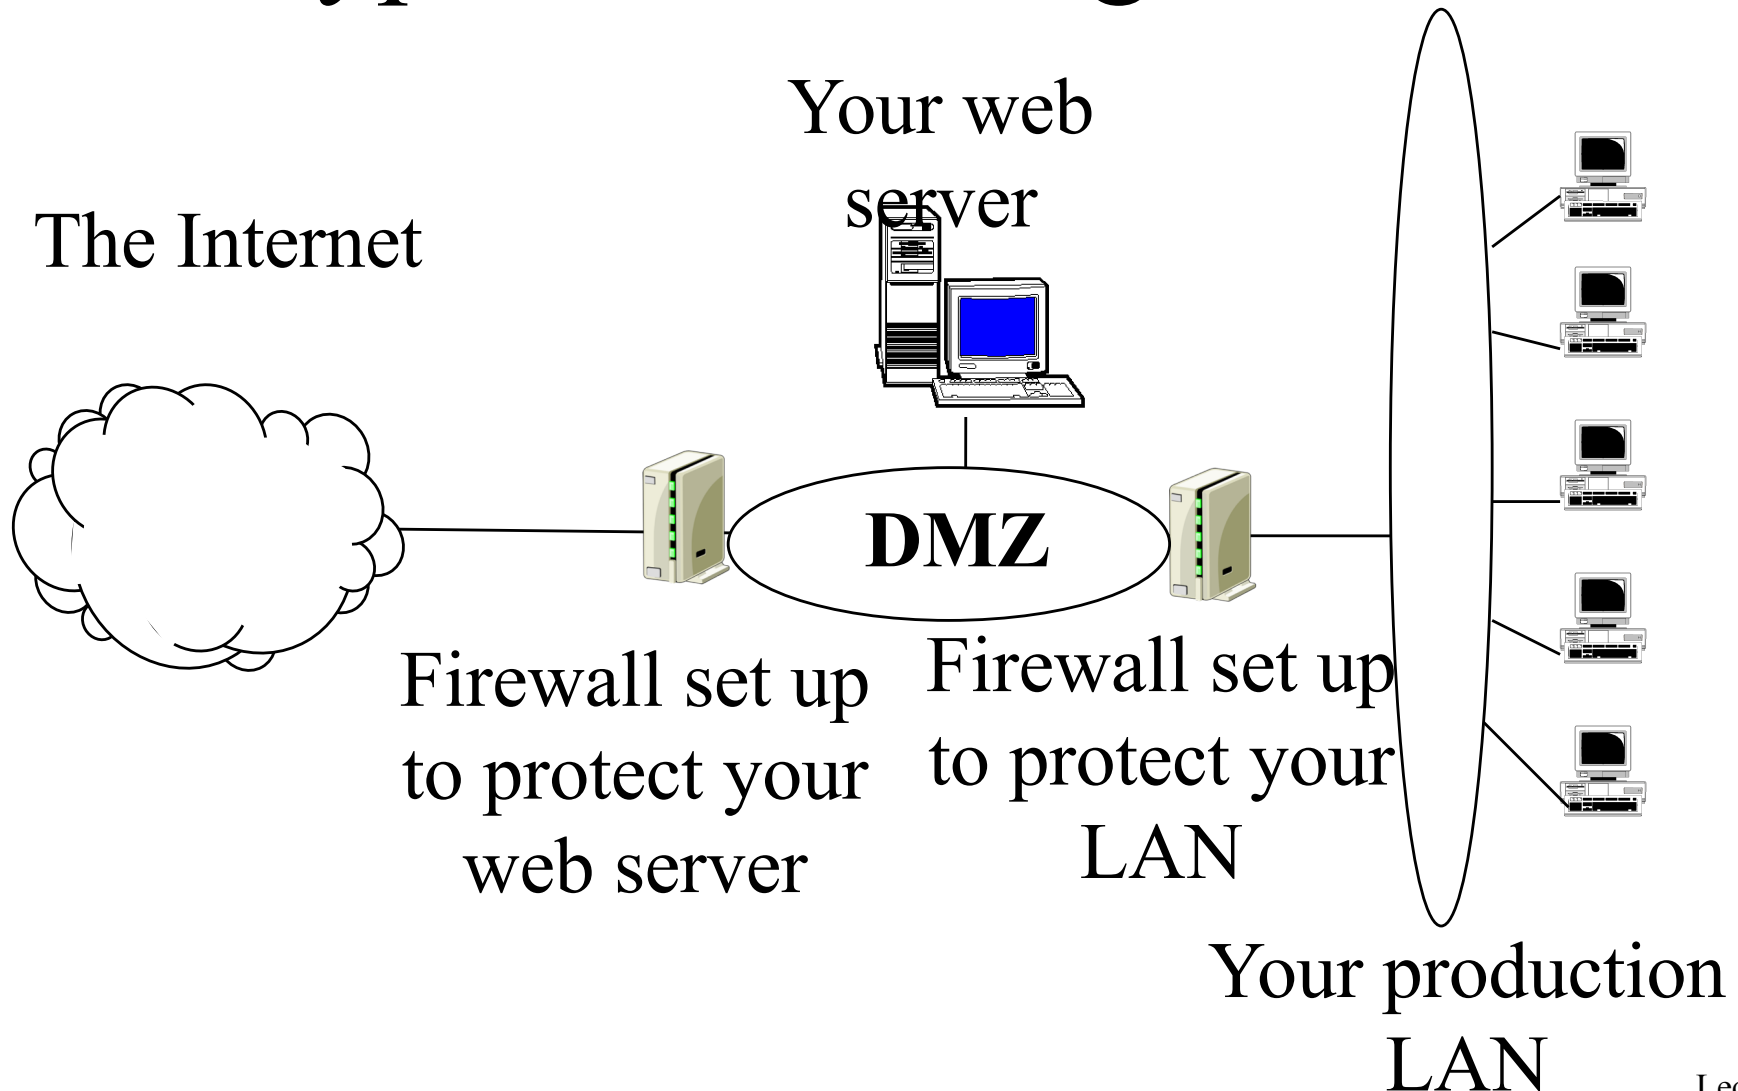 Your web
server
The Internet
DMZ
Firewall set up
to protect your
web server
Firewall set up
to protect your
LAN
Your production
LAN